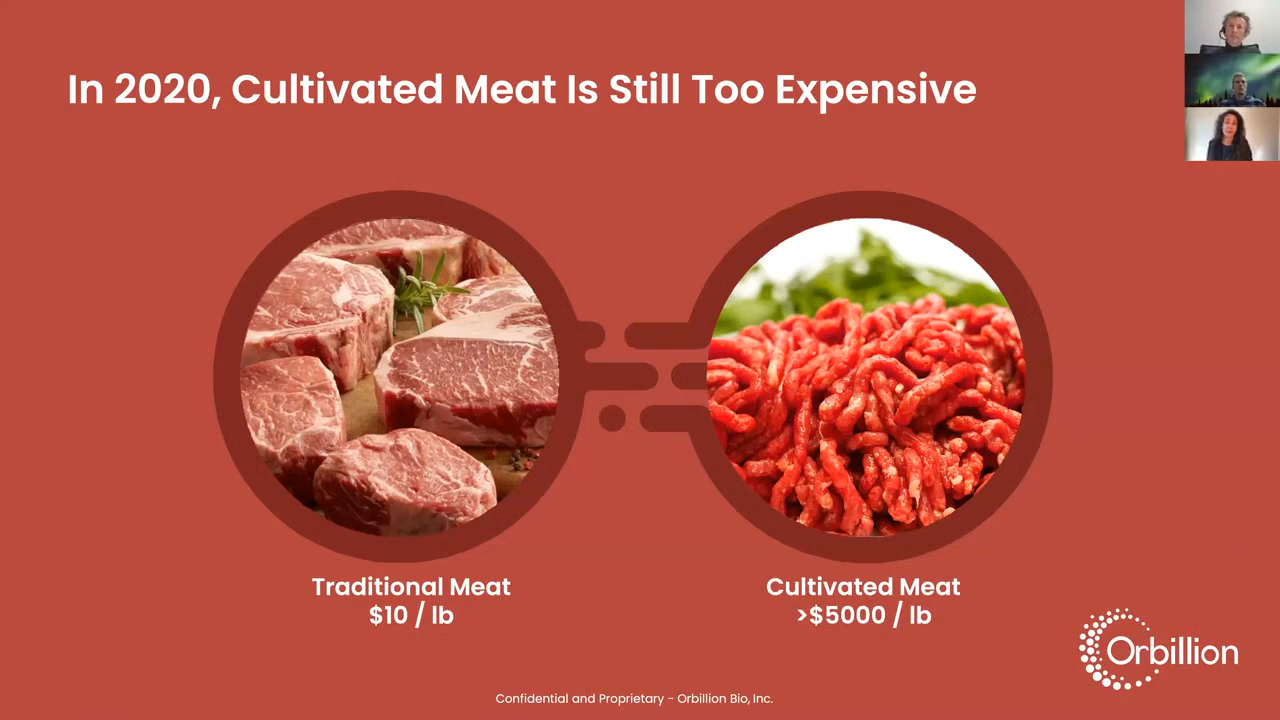 In 2020, Cultivated Meat Is Still Too Expensive
Traditional Meat
$10 / lb
Cultivated Meat
>$5000 / lb
Orbillion
Confidential and Proprietary - Orbillion Bio, Inc.